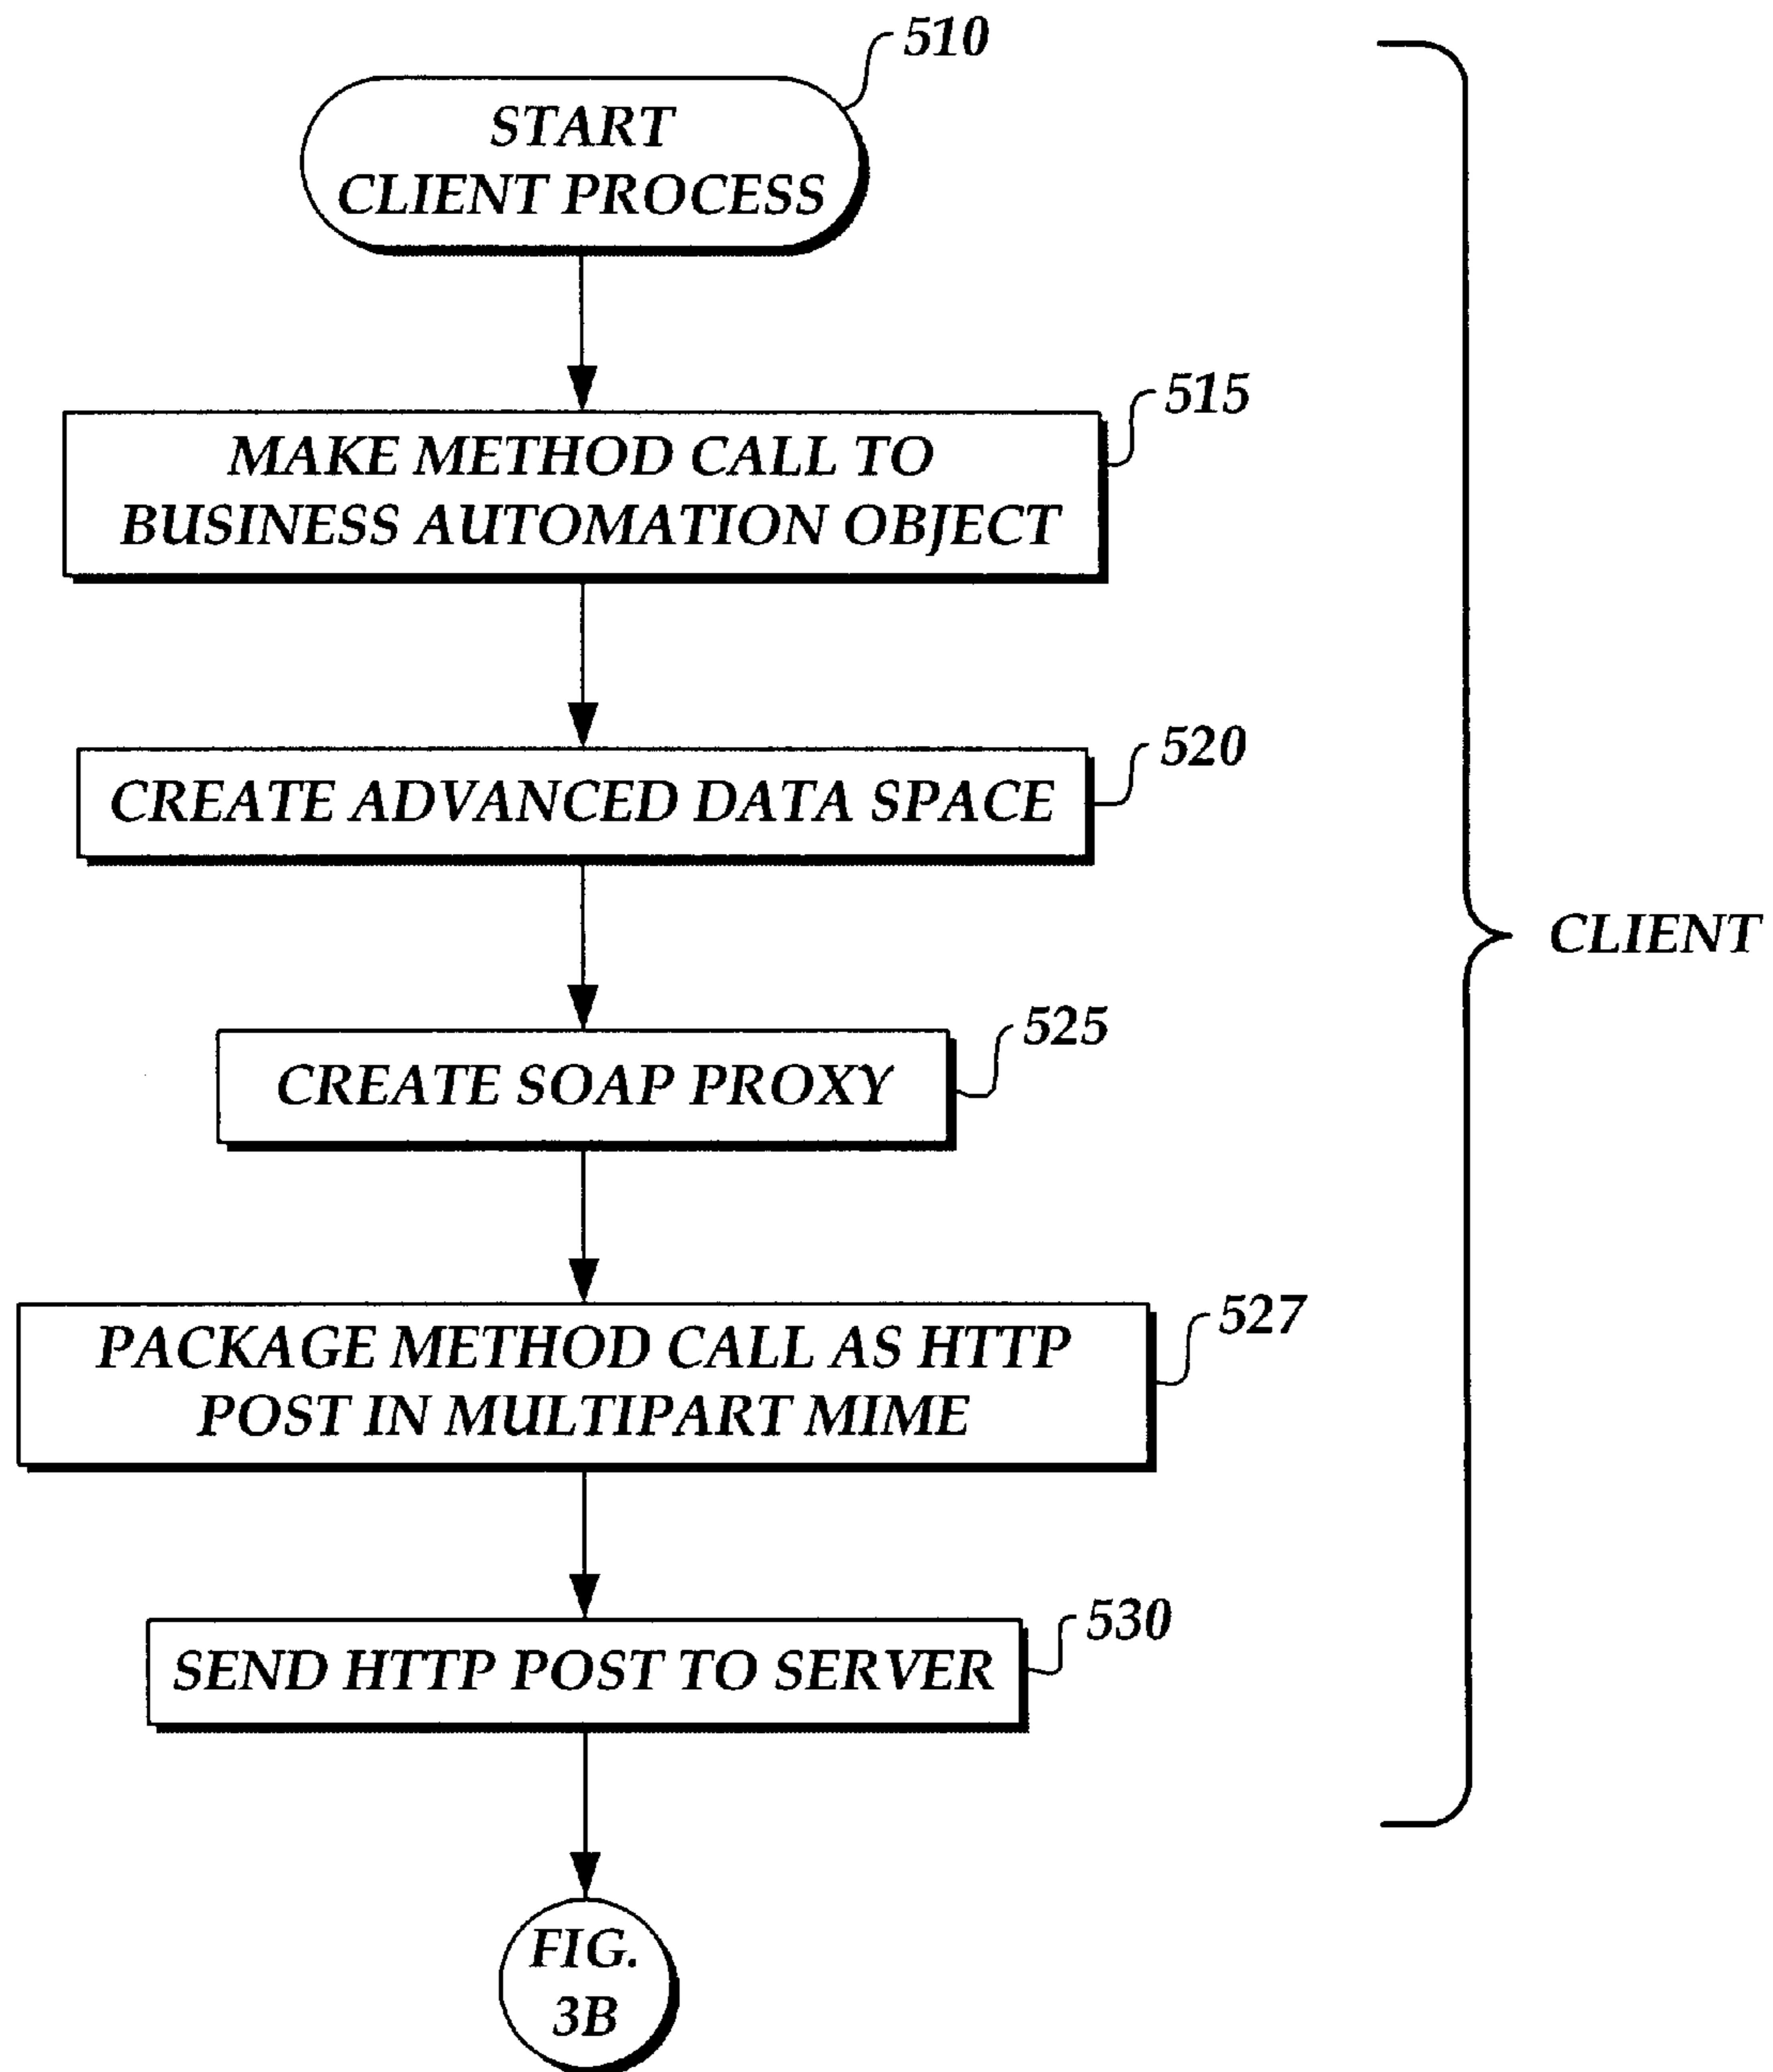 510
START
CLIENT PROCESS
515
MAKE METHOD CALL TO
BUSINESS AUTOMATION OBJECT
520
CREATE ADVANCED DATA SPACE
525
CREATE SOAP PROXY
CLIENT
527
PACKAGE METHOD CALL AS HTTP
POST IN MULTIPART MIME
530
SEND HTTP POST TO SERVER
FIG.
3B